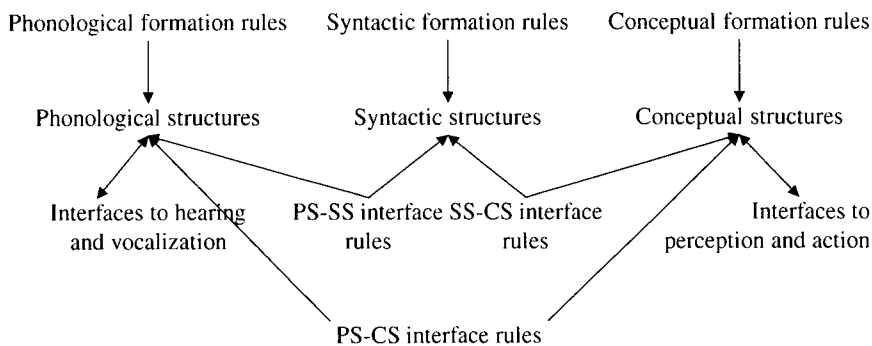 Phonological formation rules Syntactic formation rules Conceptual formation rules
Phonological structures Syntactic structures Conceptual structures
Interfaces to hearing PS-SS interface SS-CS interface Interfaces to
and vocalization rules rules perception and action
PS-CS interface rules